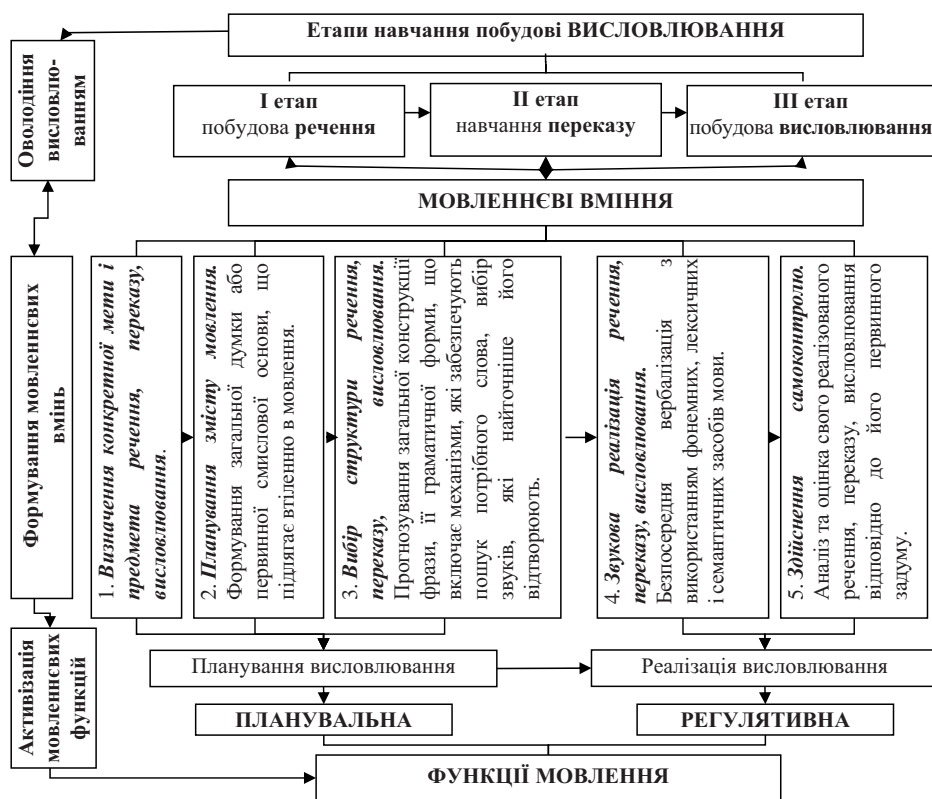 Етапи навчання побудові ВИСЛОВЛЮВАННЯ
Оволодіння
висловлю-
ванням
І етап
побудова речення
ІІ етап
навчання переказу
ІІІ етап
побудова висловлювання
МОВЛЕННЄВІ ВМІННЯ
Формування мовленнєвих
вмінь
1. Визначення конкретної мети і
предмета речення, переказу,
висловлювання.
2. Планування змісту мовлення.
Формування загальної думки або
первинної смислової основи, що
підлягає втіленню в мовлення.
3. Вибір структури речення,
переказу, висловлювання.
Прогнозування загальної конструкції
фрази, її граматичної форми, що
включає механізми, які забезпечують
пошук потрібного слова, вибір
звуків, які найточніше його
відтворюють.
4. Звукова реалізація речення,
переказу, висловлювання.
Безпосередня вербалізація з
використанням фонемних, лексичних
і семантичних засобів мови.
5. Здійснення самоконтролю.
Аналіз та оцінка свого реалізованого
речення, переказу, висловлювання
відповідно до його первинного
задуму.
Активізація
мовленнєвих
функцій
Планування висловлювання
Реалізація висловлювання
ПЛАНУВАЛЬНА
РЕГУЛЯТИВНА
ФУНКЦІЇ МОВЛЕННЯ